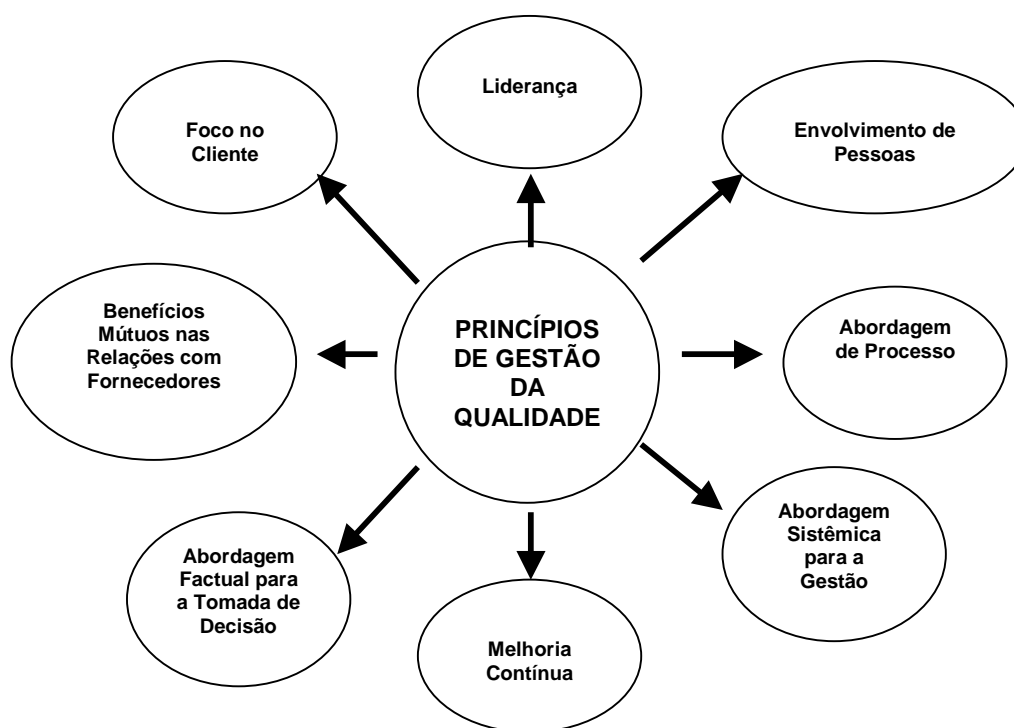 Liderança
Foco no
Cliente
Envolvimento de
Pessoas
Benefícios
Mútuos nas
Relações com
Fornecedores
PRINCÍPIOS
DE GESTÃO
DA
QUALIDADE
Abordagem
de Processo
Abordagem
Sistêmica
para a
Gestão
Abordagem
Factual para
a Tomada de
Decisão
Melhoria
Contínua